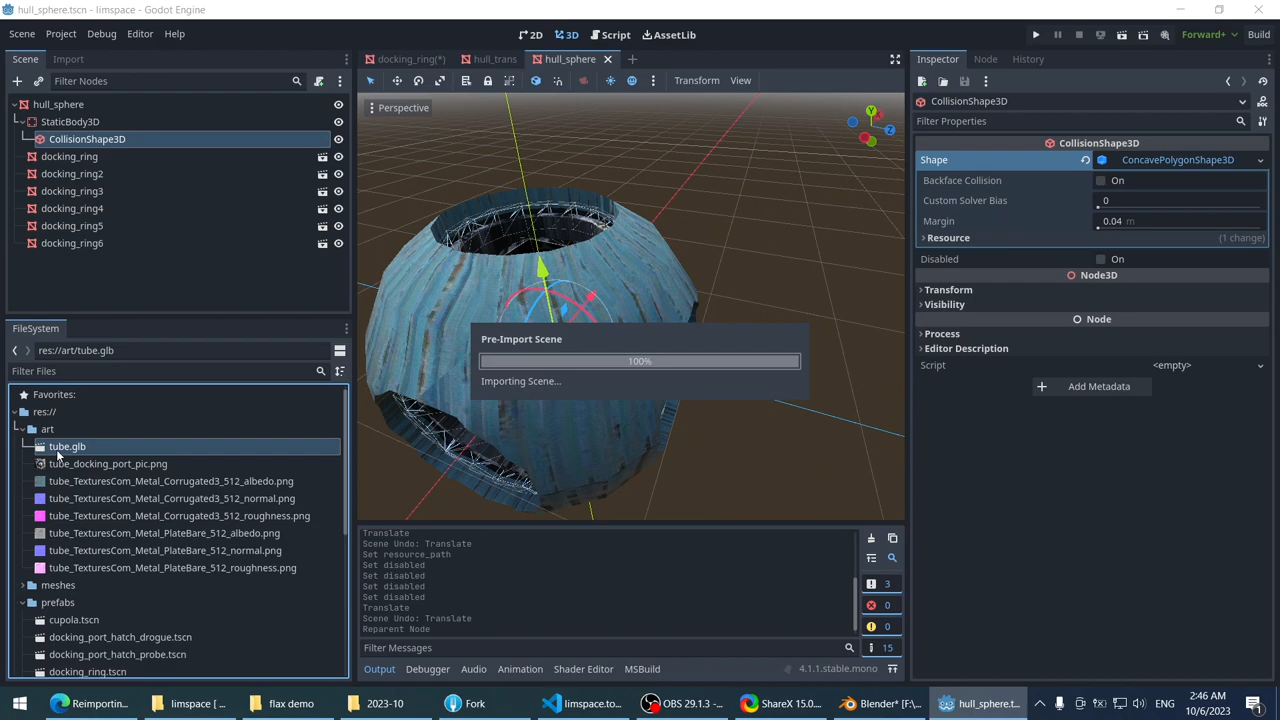 hull_sphere.tscn - limspace - Godot Engine
Scene Project Debug Editor Help
2D 3D Script AssetLib
Forward+ Build
Scene Import
docking_ring(*) hull_trans hull_sphere
Inspector Node History
Filter Nodes
Transform View
CollisionShape3D
Filter Properties
hull_sphere
StaticBody3D
CollisionShape3D
docking_ring
docking_ring2
docking_ring3
docking_ring4
docking_ring5
docking_ring6
Perspective
Y
Z
CollisionShape3D
Shape ConcavePolygonShape3D
Backface Collision On
Custom Solver Bias 0
Margin 0.04 m
Resource (1 change)
Disabled On
Node3D
Transform
Visibility
Node
Process
Editor Description
Script <empty>
Add Metadata
Pre-Import Scene
100%
Importing Scene...
FileSystem
res://art/tube.glb
Filter Files
Favorites:
res://
art
tube.glb
tube_docking_port_pic.png
tube_TexturesCom_Metal_Corrugated3_512_albedo.png
tube_TexturesCom_Metal_Corrugated3_512_normal.png
tube_TexturesCom_Metal_Corrugated3_512_roughness.png
tube_TexturesCom_Metal_PlateBare_512_albedo.png
tube_TexturesCom_Metal_PlateBare_512_normal.png
tube_TexturesCom_Metal_PlateBare_512_roughness.png
meshes
prefabs
cupola.tscn
docking_port_hatch_drogue.tscn
docking_port_hatch_probe.tscn
docking_ring.tscn
Translate
Scene Undo: Translate
Set resource_path
Set disabled
Set disabled
Set disabled
Set disabled
Translate
Scene Undo: Translate
Reparent Node
3
0
0
15
Filter Messages
Output Debugger Audio Animation Shader Editor MSBuild
4.1.1.stable.mono
Reimportin... limspace [ ... flax demo 2023-10 Fork limspace.to... OBS 29.1.3 -... ShareX 15.0... Blender* [F:\... hull_sphere.t...
2:46 AM
10/6/2023
1